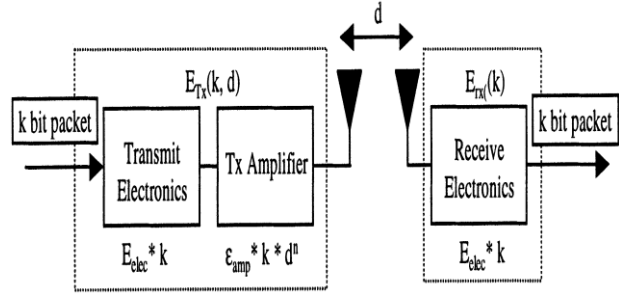 d
E_Tx(k, d)
E_rx((k)
k bit packet
k bit packet
Transmit
Electronics
Tx Amplifier
Receive
Electronics
E_elec * k
ε_amp * k * d^n
E_elec * k